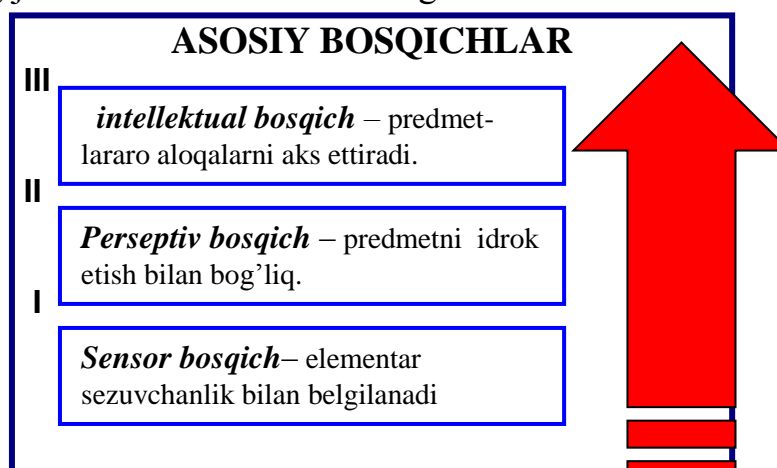 ASOSIY BOSQICHLAR
III
intellektual bosqich – predmet-
lararo aloqalarni aks ettiradi.
II
Perseptiv bosqich – predmetni idrok
etish bilan bog’liq.
I
Sensor bosqich– elementar
sezuvchanlik bilan belgilanadi